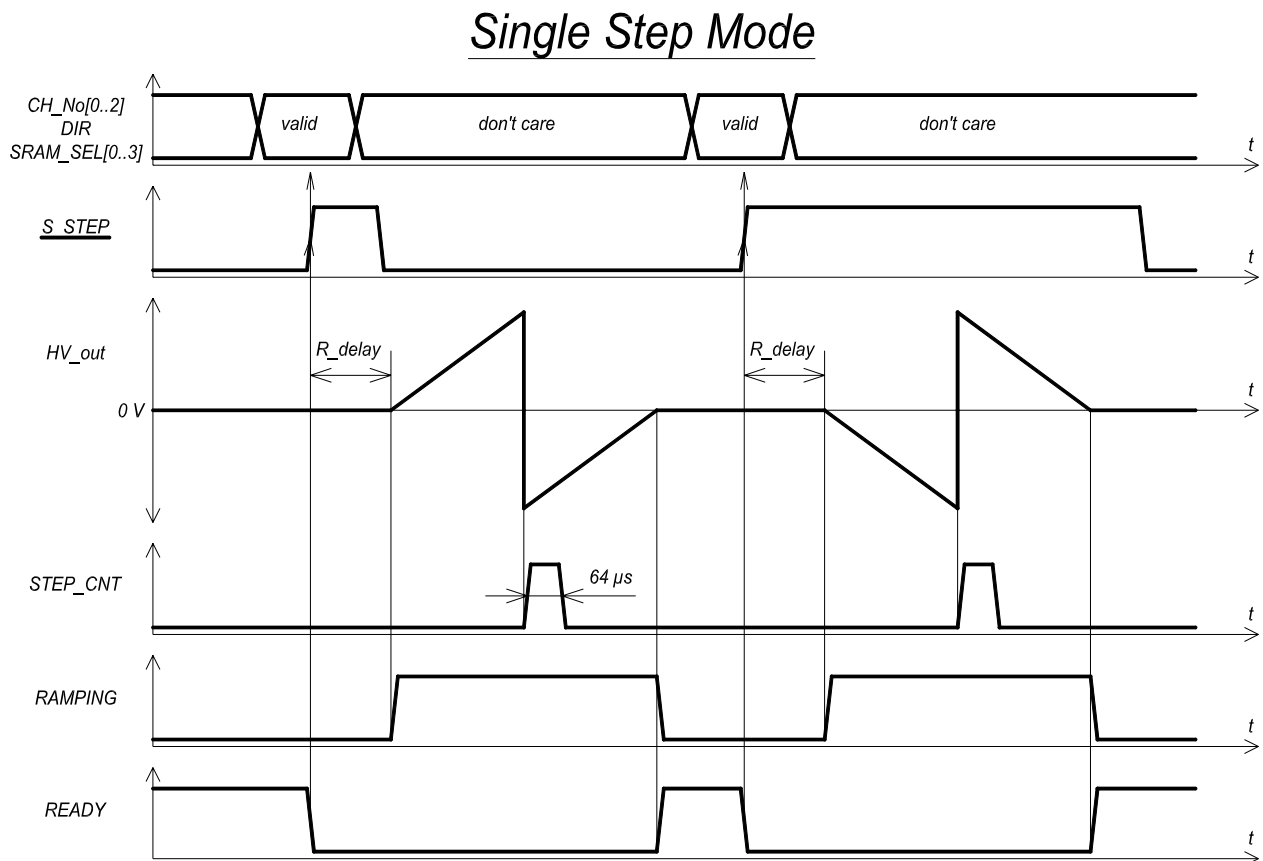 Single Step Mode
CH_No[0..2]
DIR
SRAM_SEL[0..3]
valid
don't care
valid
don't care
t
S_STEP
t
HV_out
R_delay
R_delay
t
0 V
STEP_CNT
64 µs
t
RAMPING
t
READY
t